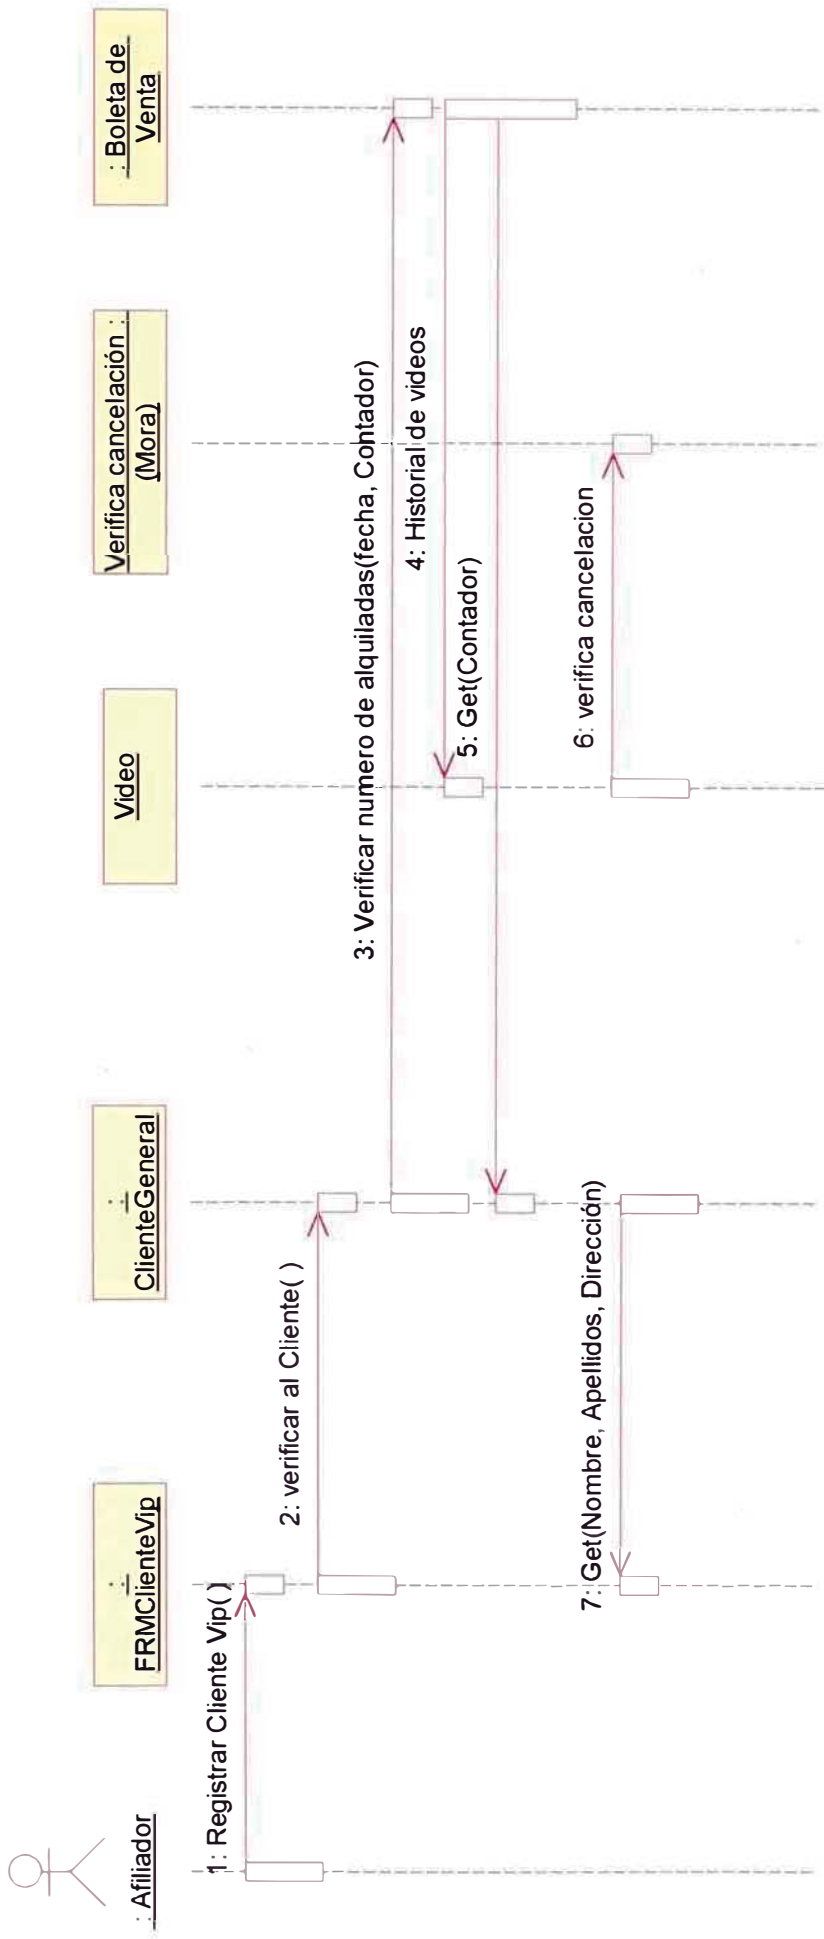 : Afiliador
:
FRMClienteVip
:
ClienteGeneral
Video
Verifica cancelación :
(Mora)
: Boleta de
Venta
1: Registrar Cliente Vip( )
2: verificar al Cliente( )
3: Verificar numero de alquiladas(fecha, Contador)
4: Historial de videos
5: Get(Contador)
6: verifica cancelacion
7: Get(Nombre, Apellidos, Dirección)